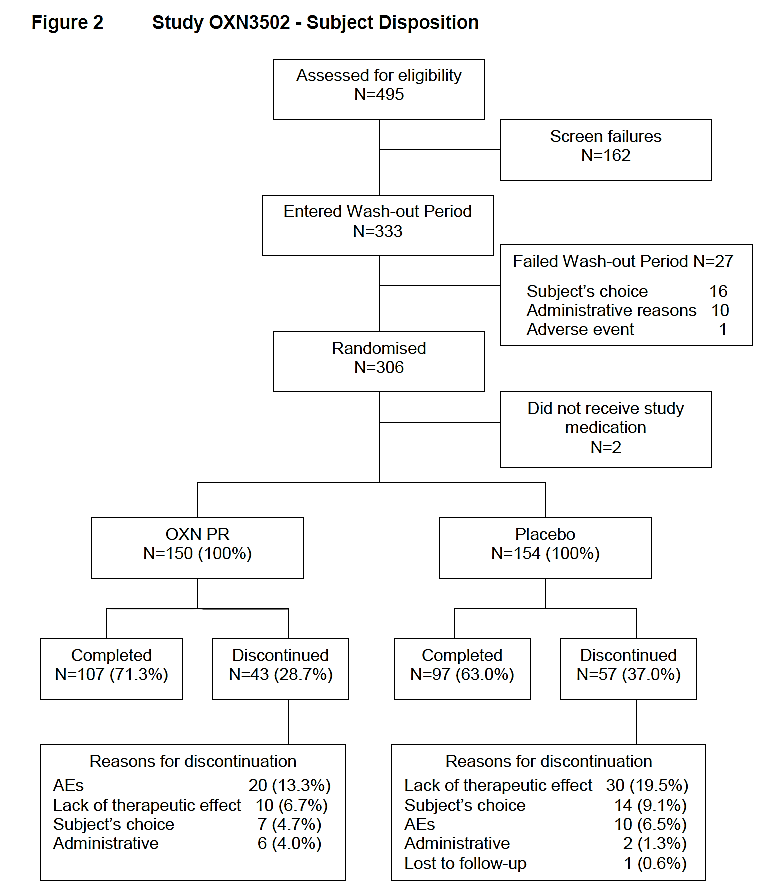 Figure 2 Study OXN3502 - Subject Disposition
Assessed for eligibility
N=495
Screen failures
N=162
Entered Wash-out Period
N=333
Failed Wash-out Period N=27
Subject's choice 16
Administrative reasons 10
Adverse event 1
Randomised
N=306
Did not receive study
medication
N=2
OXN PR
N=150 (100%)
Placebo
N=154 (100%)
Completed
N=107 (71.3%)
Discontinued
N=43 (28.7%)
Completed
N=97 (63.0%)
Discontinued
N=57 (37.0%)
Reasons for discontinuation
AEs 20 (13.3%)
Lack of therapeutic effect 10 (6.7%)
Subject's choice 7 (4.7%)
Administrative 6 (4.0%)
Reasons for discontinuation
Lack of therapeutic effect 30 (19.5%)
Subject's choice 14 (9.1%)
AEs 10 (6.5%)
Administrative 2 (1.3%)
Lost to follow-up 1 (0.6%)